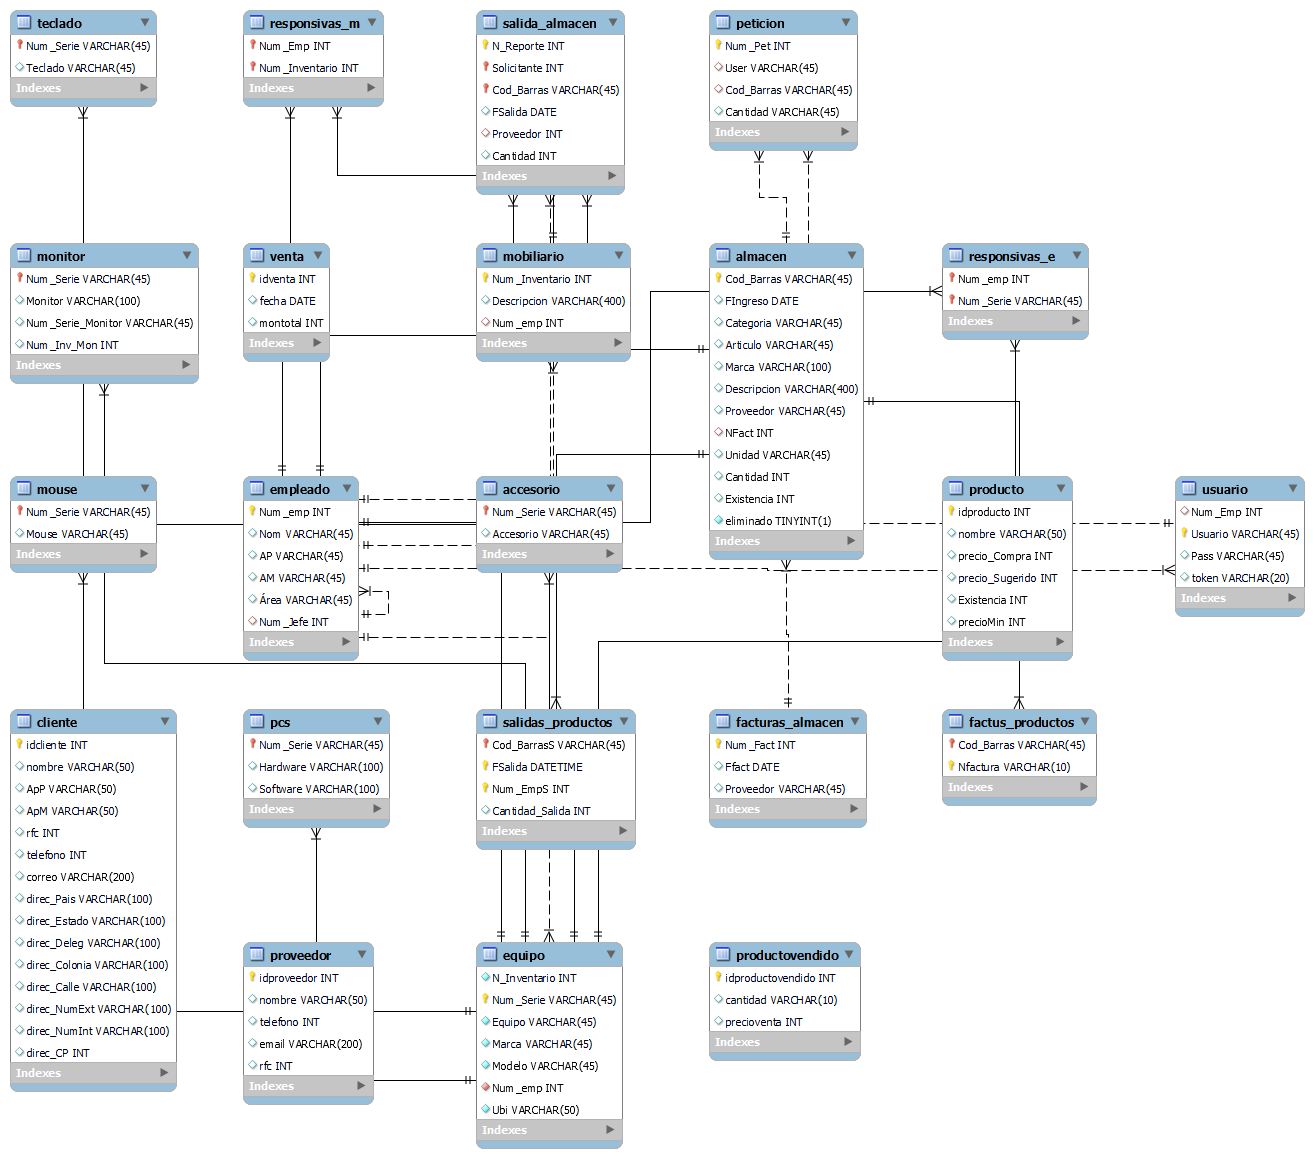 teclado
Num_Serie VARCHAR(45)
Teclado VARCHAR(45)
Indexes
responsivas_m
Num_Emp INT
Num_Inventario INT
Indexes
salida_almacen
N_Reporte INT
Solicitante INT
Cod_Barras VARCHAR(45)
FSalida DATE
Proveedor INT
Cantidad INT
Indexes
peticion
Num_Pet INT
User VARCHAR(45)
Cod_Barras VARCHAR(45)
Cantidad VARCHAR(45)
Indexes
monitor
Num_Serie VARCHAR(45)
Monitor VARCHAR(100)
Num_Serie_Monitor VARCHAR(45)
Num_Inv_Mon INT
Indexes
venta
idventa INT
fecha DATE
montotal INT
Indexes
mobiliario
Num_Inventario INT
Descripcion VARCHAR(400)
Num_emp INT
Indexes
almacen
Cod_Barras VARCHAR(45)
FIngreso DATE
Categoria VARCHAR(45)
Articulo VARCHAR(45)
Marca VARCHAR(100)
Descripcion VARCHAR(400)
Proveedor VARCHAR(45)
NFact INT
Unidad VARCHAR(45)
Cantidad INT
Existencia INT
eliminado TINYINT(1)
Indexes
responsivas_e
Num_emp INT
Num_Serie VARCHAR(45)
Indexes
mouse
Num_Serie VARCHAR(45)
Mouse VARCHAR(45)
Indexes
empleado
Num_emp INT
Nom VARCHAR(45)
AP VARCHAR(45)
AM VARCHAR(45)
Área VARCHAR(45)
Num_Jefe INT
Indexes
accesorio
Num_Serie VARCHAR(45)
Accesorio VARCHAR(45)
Indexes
producto
idproducto INT
nombre VARCHAR(50)
precio_Compra INT
precio_Sugerido INT
Existencia INT
precioMin INT
Indexes
usuario
Num_Emp INT
Usuario VARCHAR(45)
Pass VARCHAR(45)
token VARCHAR(20)
Indexes
cliente
idcliente INT
nombre VARCHAR(50)
ApP VARCHAR(50)
ApM VARCHAR(50)
rfc INT
telefono INT
correo VARCHAR(200)
direc_Pais VARCHAR(100)
direc_Estado VARCHAR(100)
direc_Deleg VARCHAR(100)
direc_Colonia VARCHAR(100)
direc_Calle VARCHAR(100)
direc_NumExt VARCHAR(100)
direc_NumInt VARCHAR(100)
direc_CP INT
Indexes
pcs
Num_Serie VARCHAR(45)
Hardware VARCHAR(100)
Software VARCHAR(100)
Indexes
salidas_productos
Cod_BarrasS VARCHAR(45)
FSalida DATETIME
Num_EmpS INT
Cantidad_Salida INT
Indexes
facturas_almacen
Num_Fact INT
Ffact DATE
Proveedor VARCHAR(45)
Indexes
factus_productos
Cod_Barras VARCHAR(45)
Nfactura VARCHAR(10)
Indexes
proveedor
idproveedor INT
nombre VARCHAR(50)
telefono INT
email VARCHAR(200)
rfc INT
Indexes
equipo
N_Inventario INT
Num_Serie VARCHAR(45)
Equipo VARCHAR(45)
Marca VARCHAR(45)
Modelo VARCHAR(45)
Num_emp INT
Ubi VARCHAR(50)
Indexes
productovendido
idproductovendido INT
cantidad VARCHAR(10)
precioventa INT
Indexes